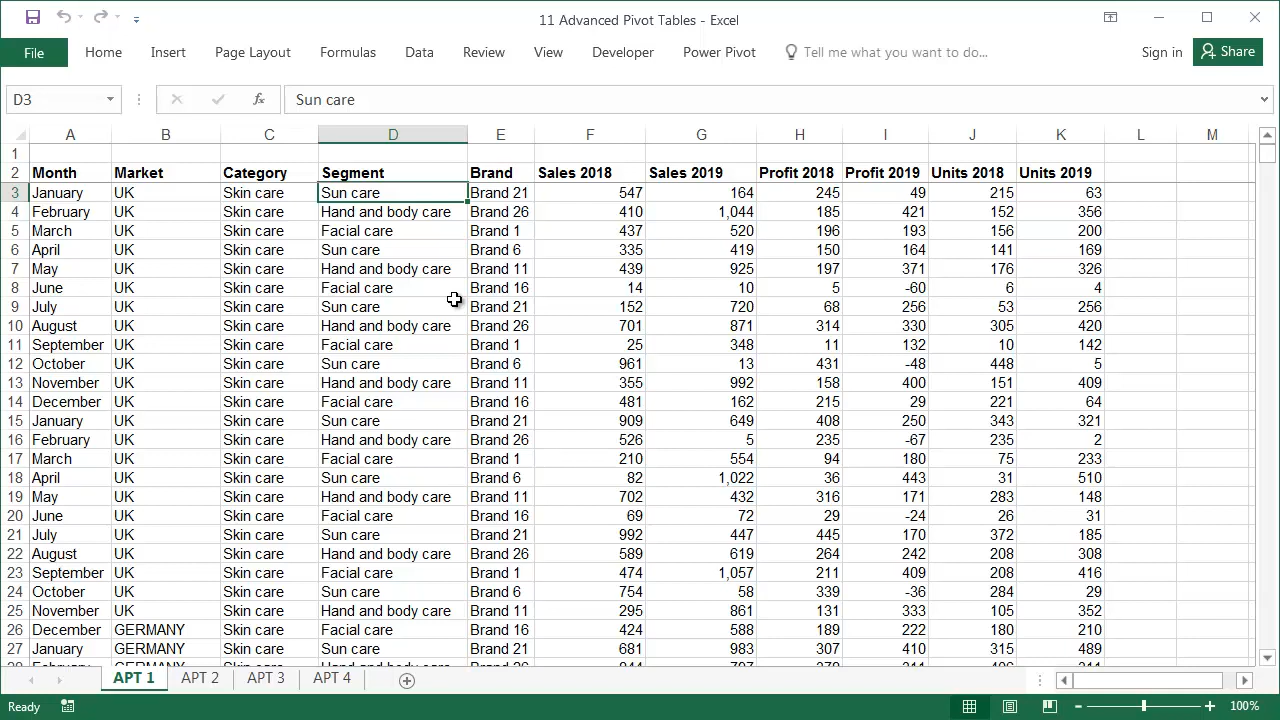 11 Advanced Pivot Tables - Excel
File Home Insert Page Layout Formulas Data Review View Developer Power Pivot Tell me what you want to do... Sign in Share
D3 fx Sun care
A B C D E F G H I J K L M
1
2 Month Market Category Segment Brand Sales 2018 Sales 2019 Profit 2018 Profit 2019 Units 2018 Units 2019
3 January UK Skin care Sun care Brand 21 547 164 245 49 215 63
4 February UK Skin care Hand and body care Brand 26 410 1,044 185 421 152 356
5 March UK Skin care Facial care Brand 1 437 520 196 193 156 200
6 April UK Skin care Sun care Brand 6 335 419 150 164 141 169
7 May UK Skin care Hand and body care Brand 11 439 925 197 371 176 326
8 June UK Skin care Facial care Brand 16 14 10 5 -60 6 4
9 July UK Skin care Sun care Brand 21 152 720 68 256 53 256
10 August UK Skin care Hand and body care Brand 26 701 871 314 330 305 420
11 September UK Skin care Facial care Brand 1 25 348 11 132 10 142
12 October UK Skin care Sun care Brand 6 961 13 431 -48 448 5
13 November UK Skin care Hand and body care Brand 11 355 992 158 400 151 409
14 December UK Skin care Facial care Brand 16 481 162 215 29 221 64
15 January UK Skin care Sun care Brand 21 909 649 408 250 343 321
16 February UK Skin care Hand and body care Brand 26 526 5 235 -67 235 2
17 March UK Skin care Facial care Brand 1 210 554 94 180 75 233
18 April UK Skin care Sun care Brand 6 82 1,022 36 443 31 510
19 May UK Skin care Hand and body care Brand 11 702 432 316 171 283 148
20 June UK Skin care Facial care Brand 16 69 72 29 -24 26 31
21 July UK Skin care Sun care Brand 21 992 447 445 170 372 185
22 August UK Skin care Hand and body care Brand 26 589 619 264 242 208 308
23 September UK Skin care Facial care Brand 1 474 1,057 211 409 208 416
24 October UK Skin care Sun care Brand 6 754 58 339 -36 284 29
25 November UK Skin care Hand and body care Brand 11 295 861 131 333 105 352
26 December GERMANY Skin care Facial care Brand 16 424 588 189 222 180 210
27 January GERMANY Skin care Sun care Brand 21 681 983 307 410 315 489
APT 1 APT 2 APT 3 APT 4
Ready 100%